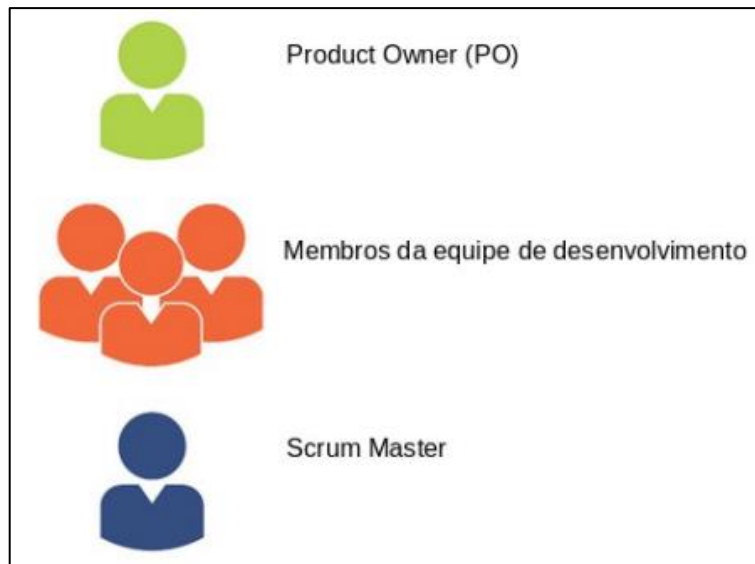 Product Owner (PO)
Membros da equipe de desenvolvimento
Scrum Master